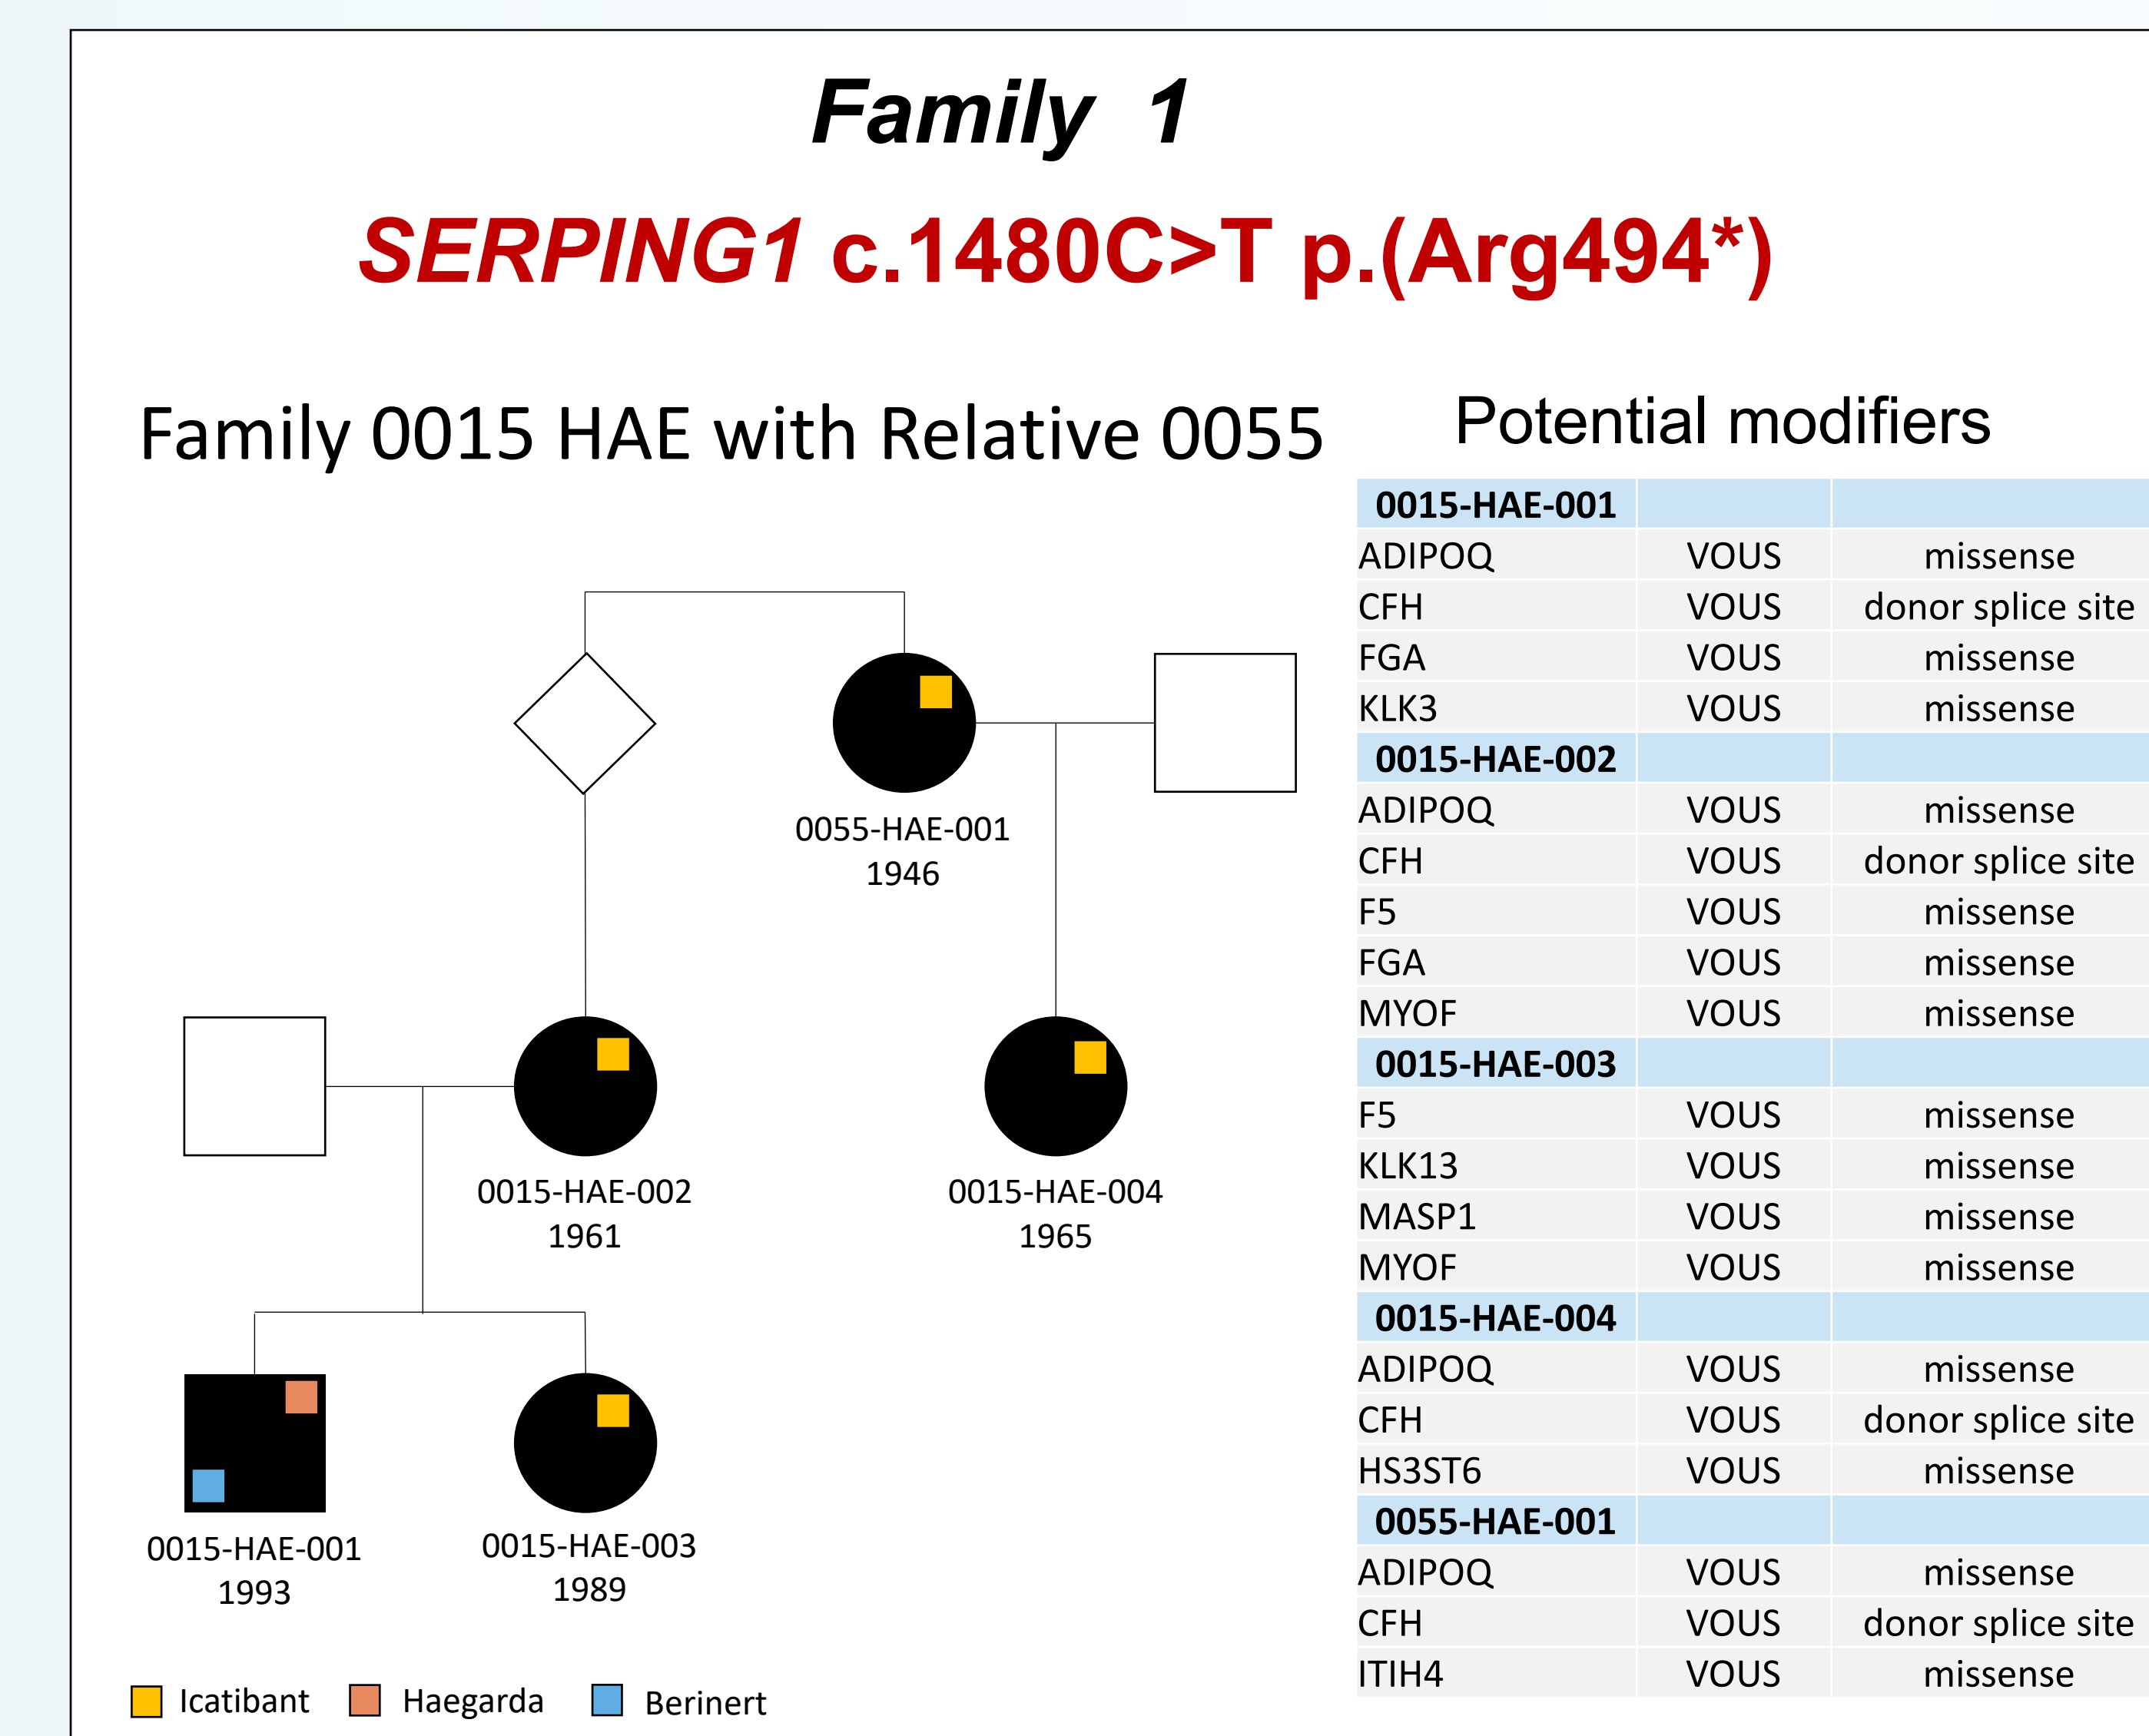 Family 1
SERPING1 c.1480C>T p.(Arg494*)
Family 0015 HAE with Relative 0055
0055-HAE-001
1946
0015-HAE-002
1961
0015-HAE-004
1965
0015-HAE-001
1993
0015-HAE-003
1989
Icatibant Haegarda Berinert
Potential modifiers
0015-HAE-001
ADIPOQ VOUS missense
CFH VOUS donor splice site
FGA VOUS missense
KLK3 VOUS missense
0015-HAE-002
ADIPOQ VOUS missense
CFH VOUS donor splice site
F5 VOUS missense
FGA VOUS missense
MYOF VOUS missense
0015-HAE-003
F5 VOUS missense
KLK13 VOUS missense
MASP1 VOUS missense
MYOF VOUS missense
0015-HAE-004
ADIPOQ VOUS missense
CFH VOUS donor splice site
HS3ST6 VOUS missense
0055-HAE-001
ADIPOQ VOUS missense
CFH VOUS donor splice site
ITIH4 VOUS missense